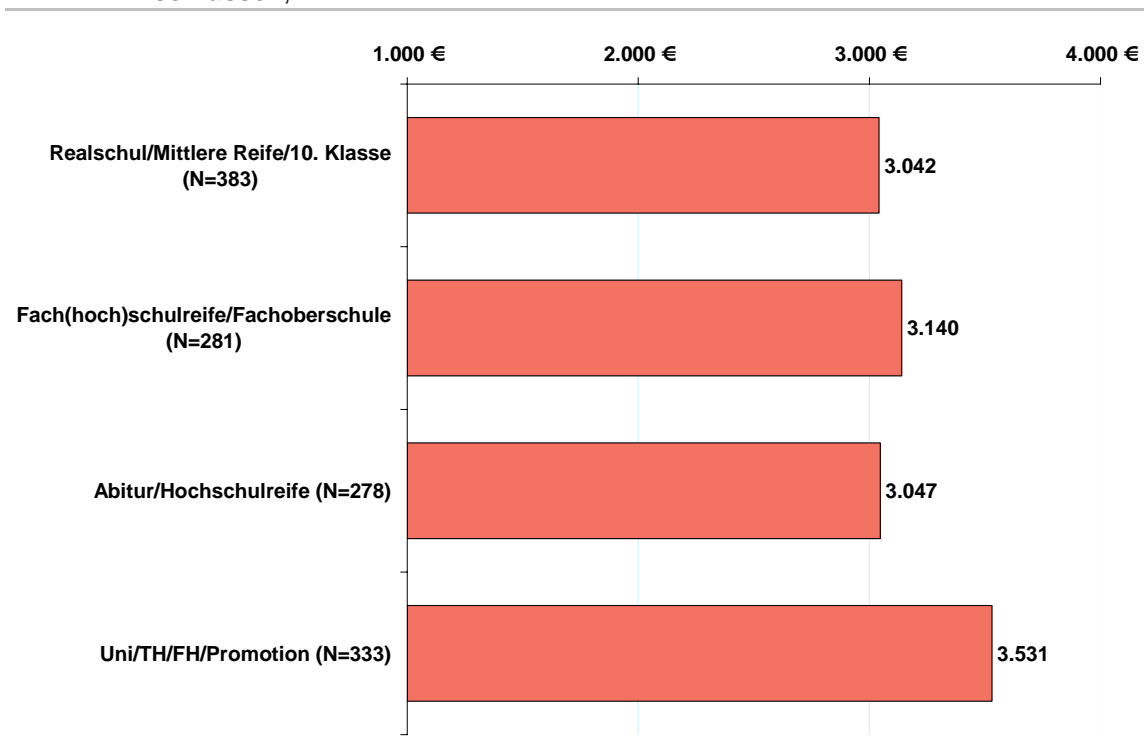 1.000 € 2.000 € 3.000 € 4.000 €
Realschul/Mittlere Reife/10. Klasse
(N=383)
3.042
Fach(hoch)schulreife/Fachoberschule
(N=281)
3.140
Abitur/Hochschulreife (N=278)
3.047
Uni/TH/FH/Promotion (N=333)
3.531